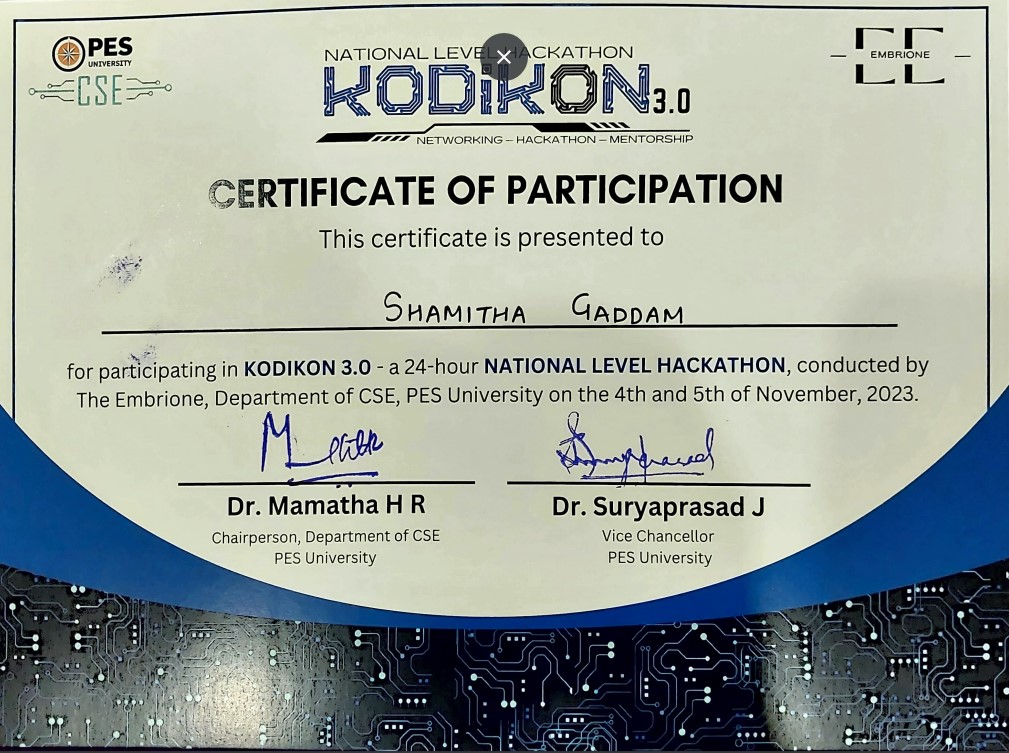 PES
UNIVERSITY
CSE
NATIONAL LEVEL HACKATHON
KODIKON 3.0
NETWORKING – HACKATHON – MENTORSHIP
EMBRIONE
CERTIFICATE OF PARTICIPATION
This certificate is presented to
SHAMITHA GADDAM
for participating in KODIKON 3.0 - a 24-hour NATIONAL LEVEL HACKATHON, conducted by
The Embrione, Department of CSE, PES University on the 4th and 5th of November, 2023.
Suryaprasad
Dr. Mamatha H R
Chairperson, Department of CSE
PES University
Dr. Suryaprasad J
Vice Chancellor
PES University